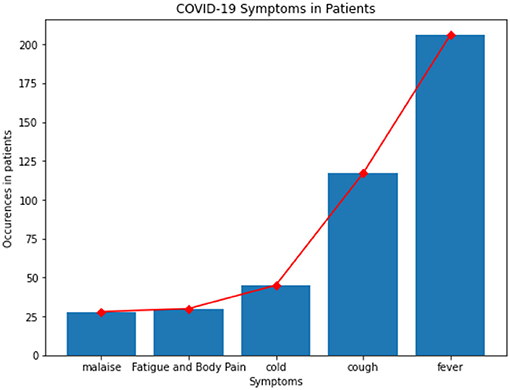 COVID-19 Symptoms in Patients
200
175
150
125
100
75
50
25
0
Occurences in patients
malaise Fatigue and Body Pain cold cough fever
Symptoms